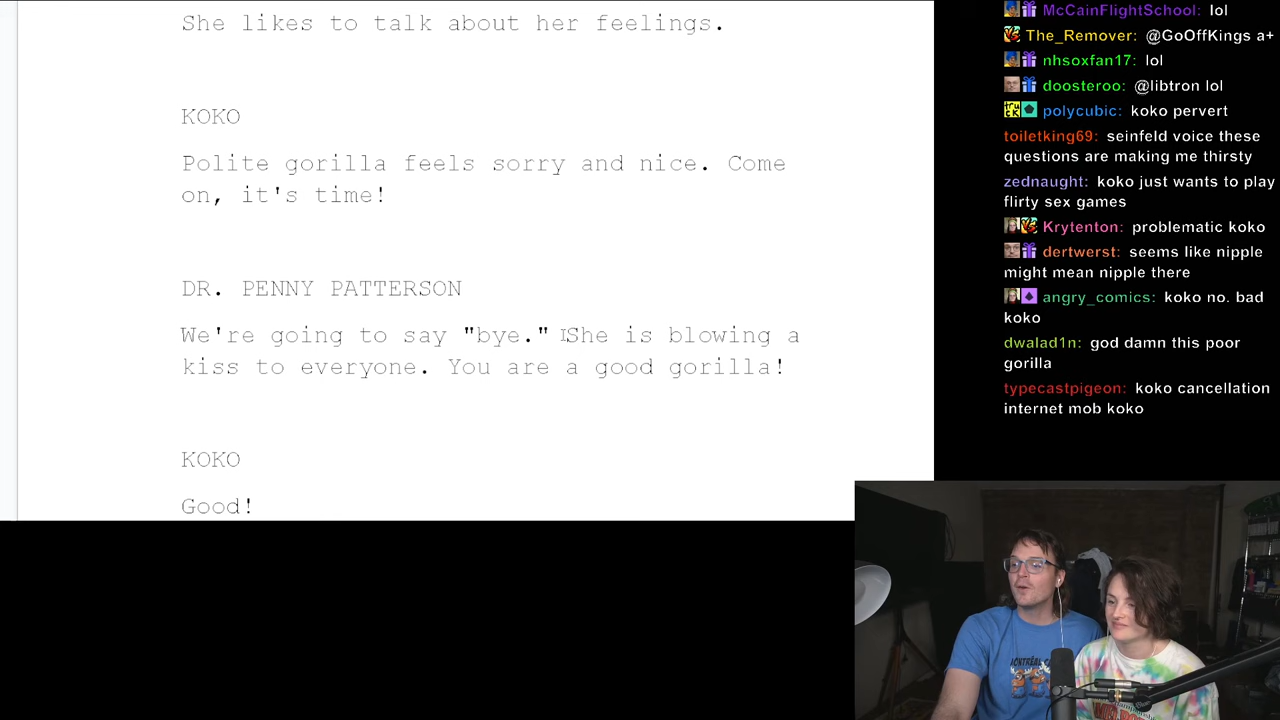 She likes to talk about her feelings.
KOKO
Polite gorilla feels sorry and nice. Come
on, it's time!
DR. PENNY PATTERSON
We're going to say "bye." She is blowing a
kiss to everyone. You are a good gorilla!
KOKO
Good!
McCainFlightSchool: lol
The_Remover: @GoOffKings a+
nhsoxfan17: lol
doosteroo: @libtron lol
polycubic: koko pervert
toiletking69: seinfeld voice these
questions are making me thirsty
zednaught: koko just wants to play
flirty sex games
Krytenton: problematic koko
dertwerst: seems like nipple
might mean nipple there
angry_comics: koko no. bad
koko
dwalad1n: god damn this poor
gorilla
typecastpigeon: koko cancellation
internet mob koko